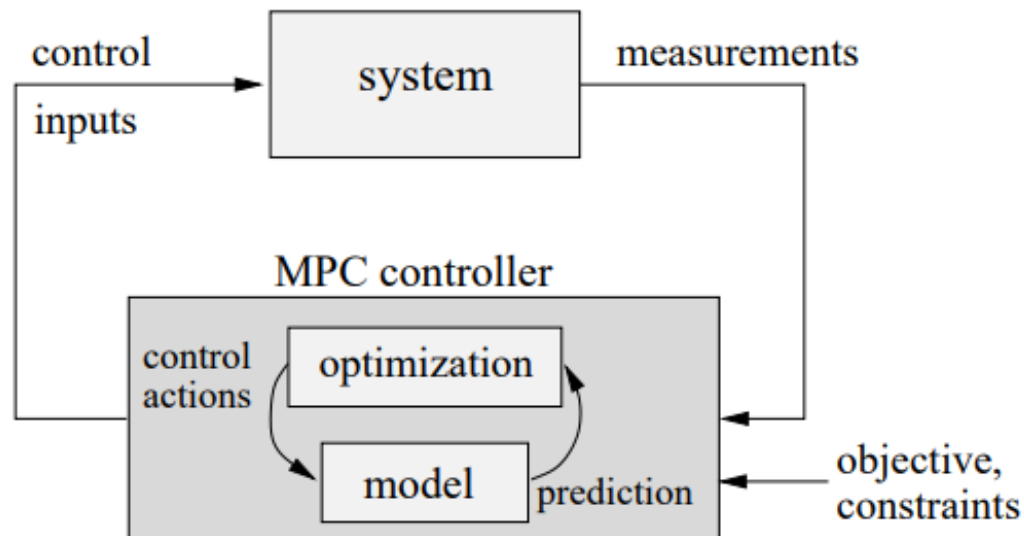 control
inputs
system
measurements
MPC controller
control
actions
optimization
model
prediction
objective,
constraints